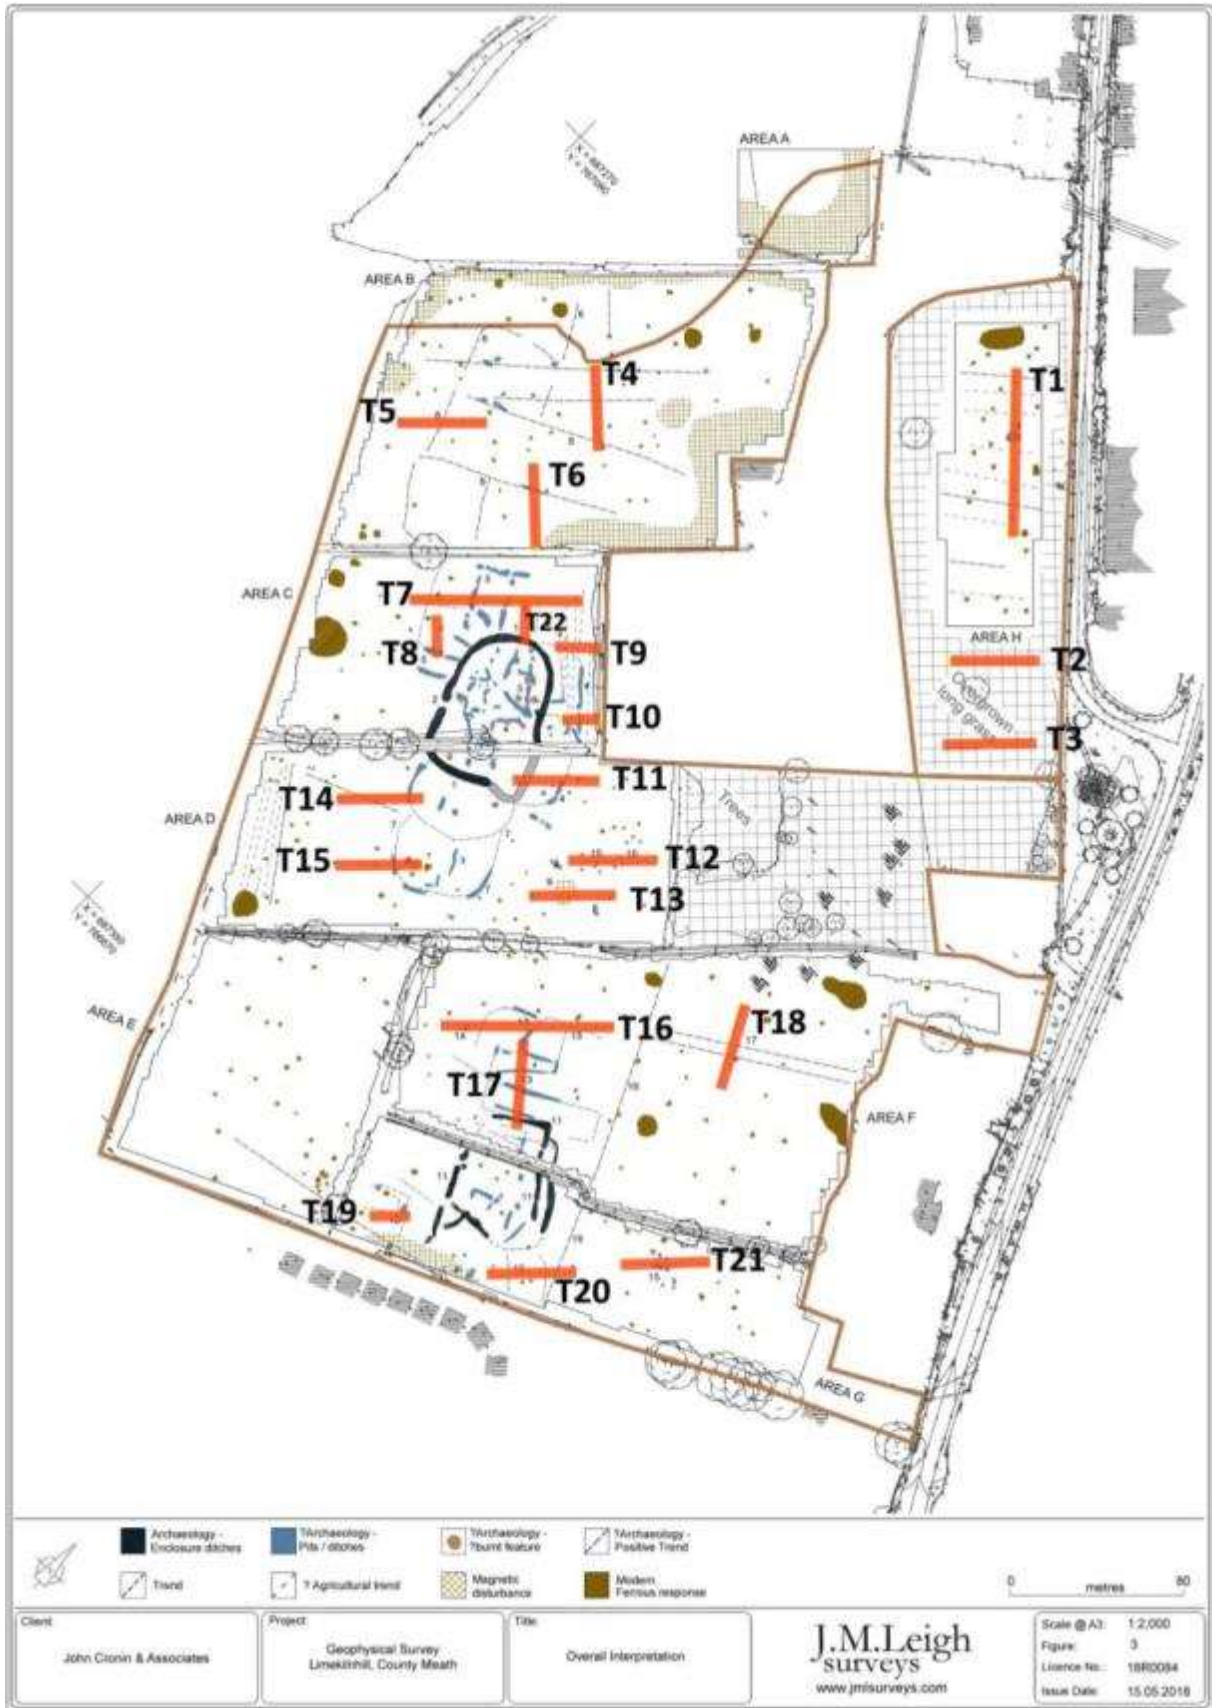 AREA A
AREA B
T4
T1
T5
T6
AREA C
T7
T22
T8
T9
AREA H
T2
T10
Overgrown
long grass
T3
T11
T14
Trees
AREA D
T15
T12
T13
AREA E
T16
T18
T17
AREA F
T19
T21
T20
AREA G
Archaeology -
Enclosure ditches
?Archaeology -
Pits / ditches
?Archaeology -
?burnt feature
?Archaeology -
Positive Trend
Trend
? Agricultural trend
Magnetic
disturbance
Modern
Ferrous response
0
metres
80
Client:
John Cronin & Associates
Project:
Geophysical Survey
Limekilnhill, County Meath
Title:
Overall Interpretation
J.M.Leigh
surveys
www.jmlsurveys.com
Scale @ A3: 1:2,000
Figure: 3
Licence No.: 18R0084
Issue Date: 15.05.2018